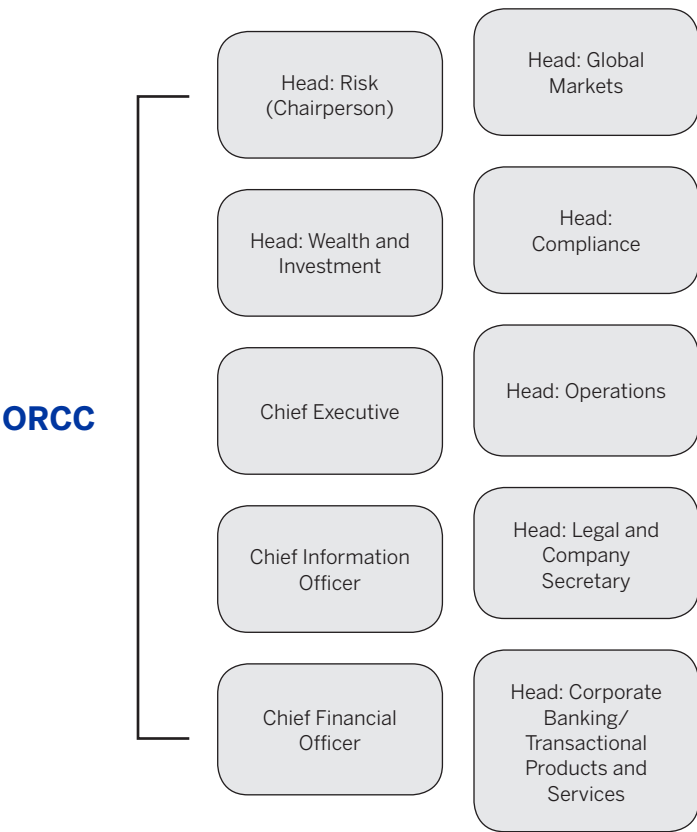 ORCC
Head: Risk
(Chairperson)
Head: Wealth and
Investment
Chief Executive
Chief Information
Officer
Chief Financial
Officer
Head: Global
Markets
Head:
Compliance
Head: Operations
Head: Legal and
Company
Secretary
Head: Corporate
Banking/
Transactional
Products and
Services